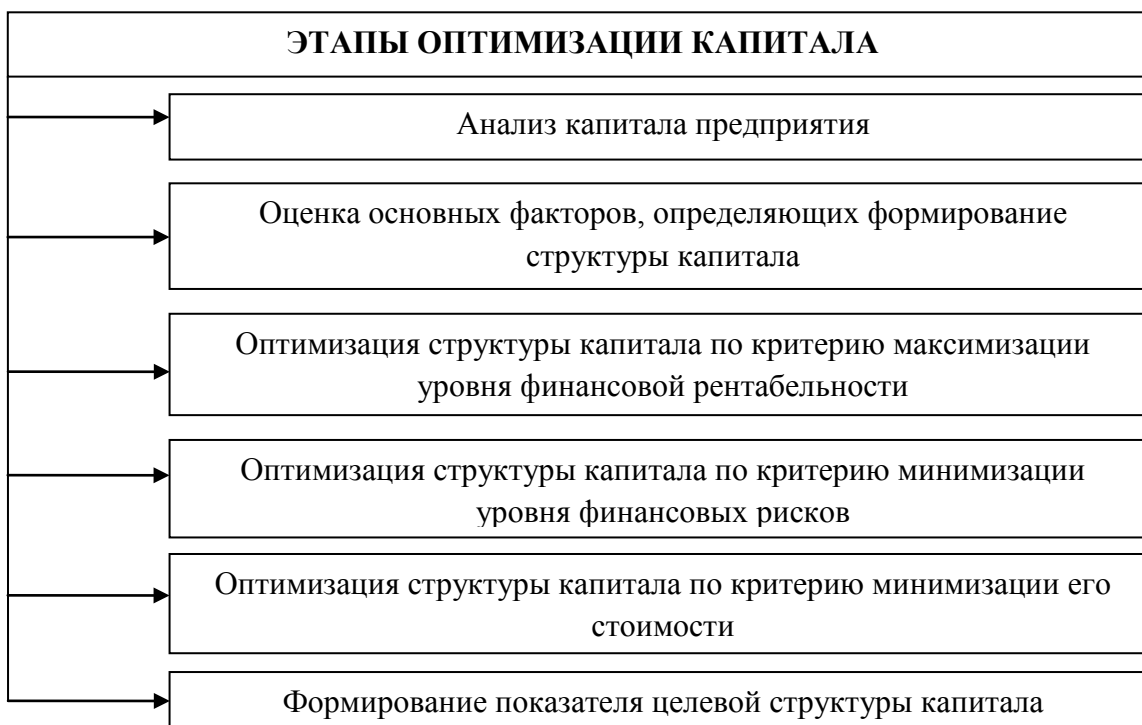 ЭТАПЫ ОПТИМИЗАЦИИ КАПИТАЛА
Анализ капитала предприятия
Оценка основных факторов, определяющих формирование
структуры капитала
Оптимизация структуры капитала по критерию максимизации
уровня финансовой рентабельности
Оптимизация структуры капитала по критерию минимизации
уровня финансовых рисков
Оптимизация структуры капитала по критерию минимизации его
стоимости
Формирование показателя целевой структуры капитала